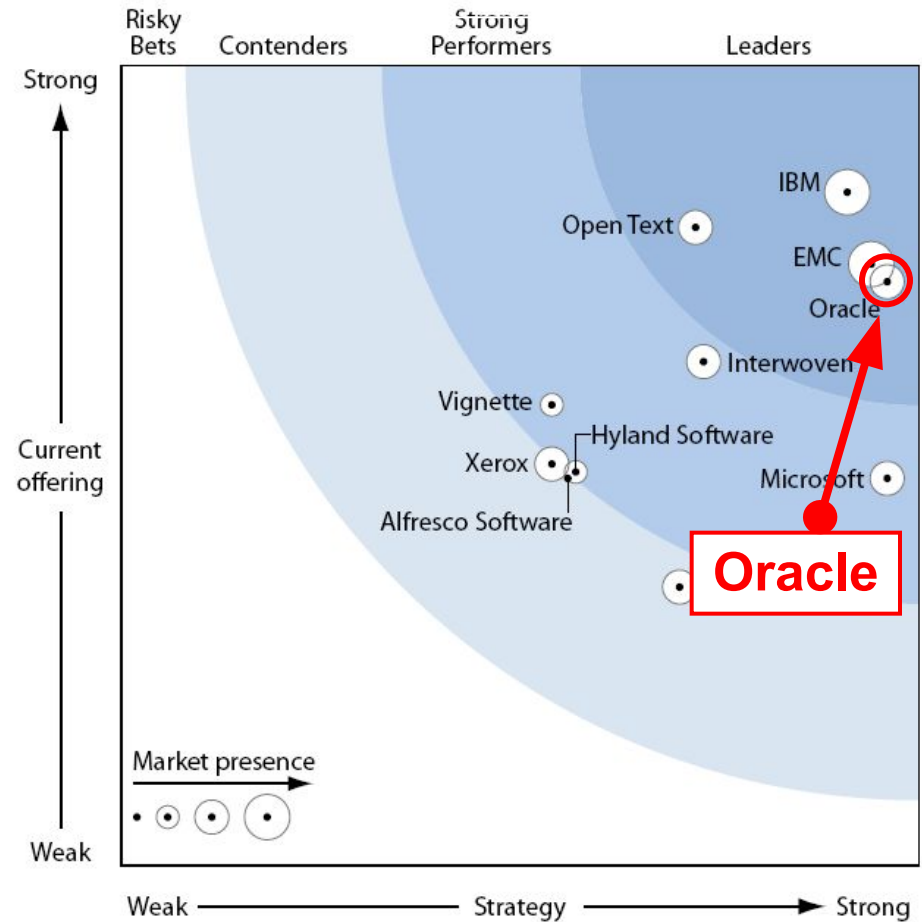 Risky
Bets
Contenders
Strong
Performers
Leaders
Strong
IBM
Open Text
EMC
Oracle
Interwoven
Vignette
Hyland Software
Current
offering
Xerox
Microsoft
Alfresco Software
Oracle
Market presence
Weak
Weak
Strategy
Strong